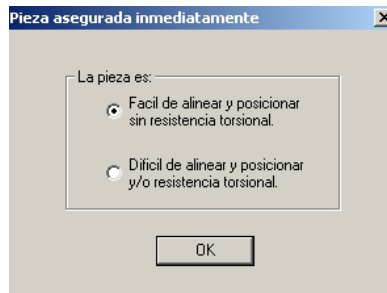 Pieza asegurada inmediatamente
La pieza es:
Facil de alinear y posicionar
sin resistencia torsional.
Dificil de alinear y posicionar
y/o resistencia torsional.
OK